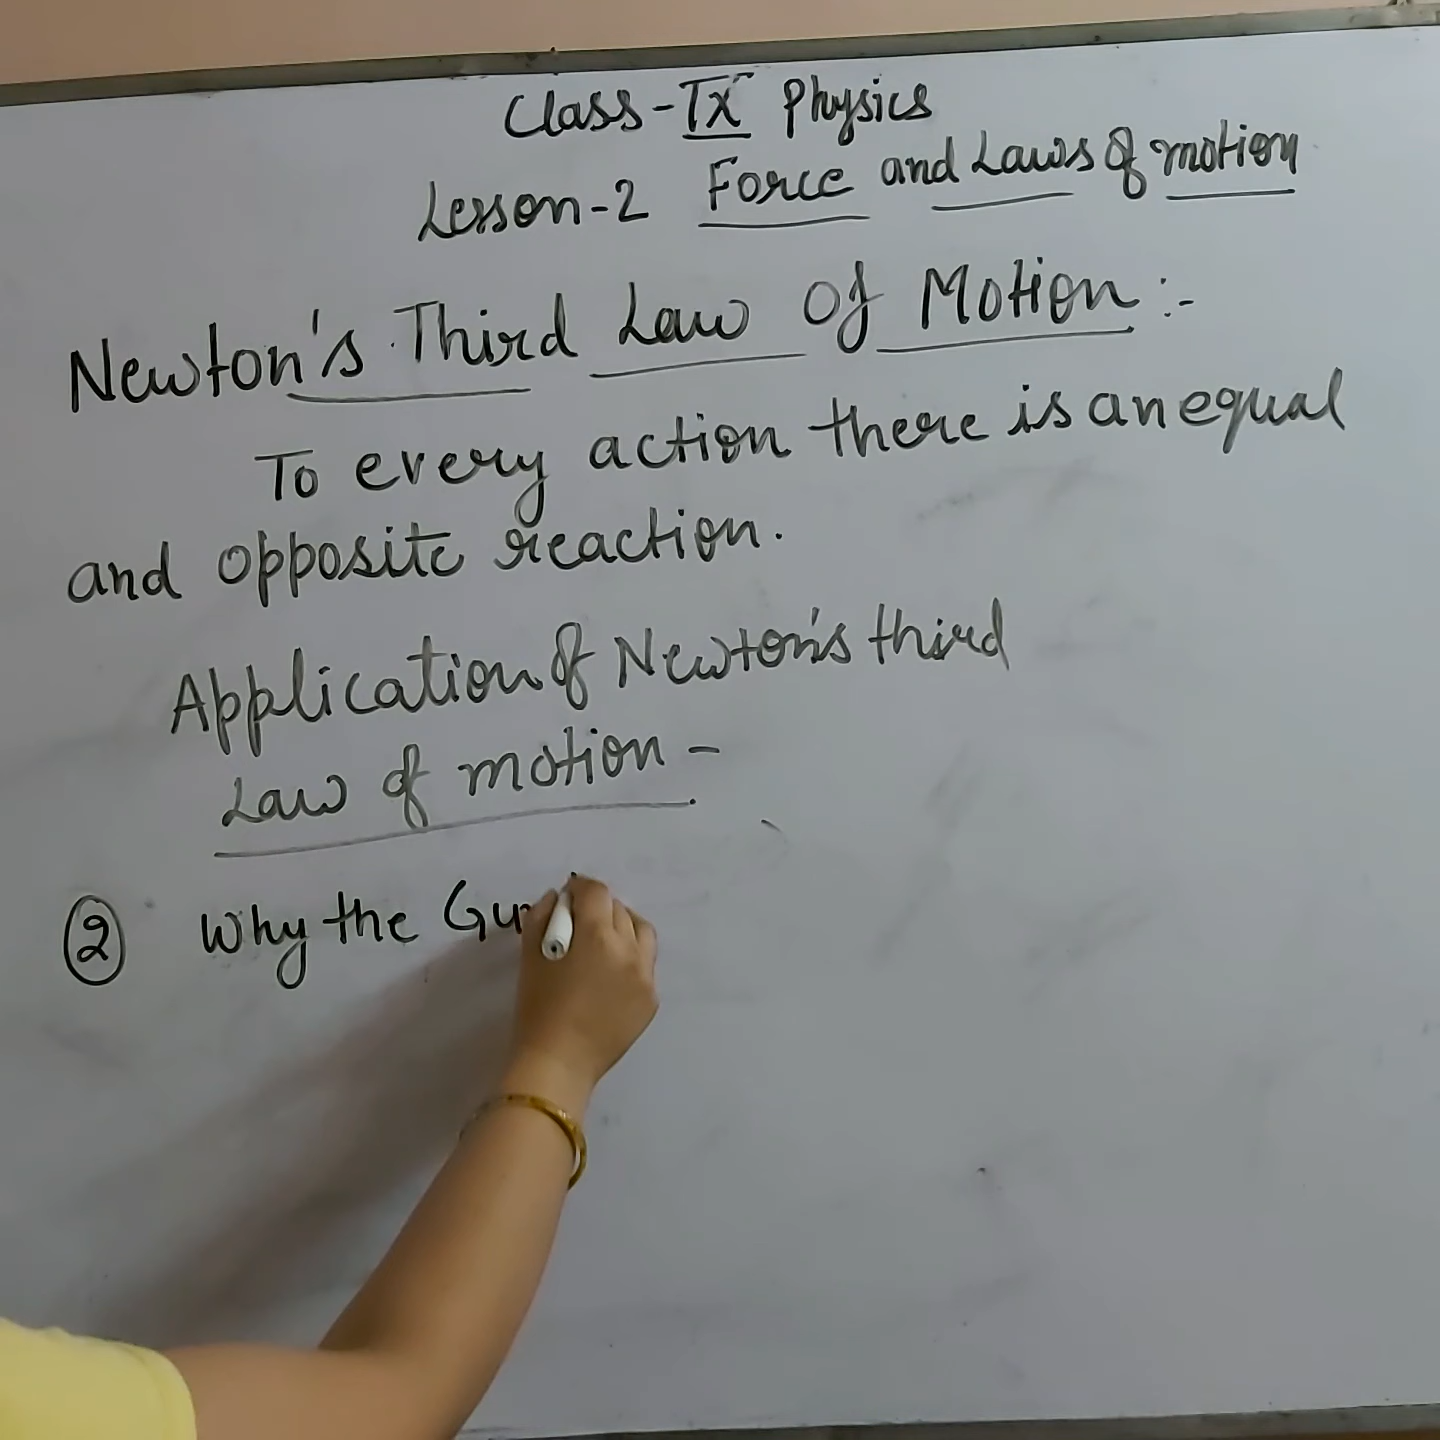 Class-IX Physics
Lesson-2 Force and Laws of motion
Newton's Third Law Of Motion:-
To every action there is an equal
and opposite reaction.
Application of Newton's third
Law of motion-
② Why the